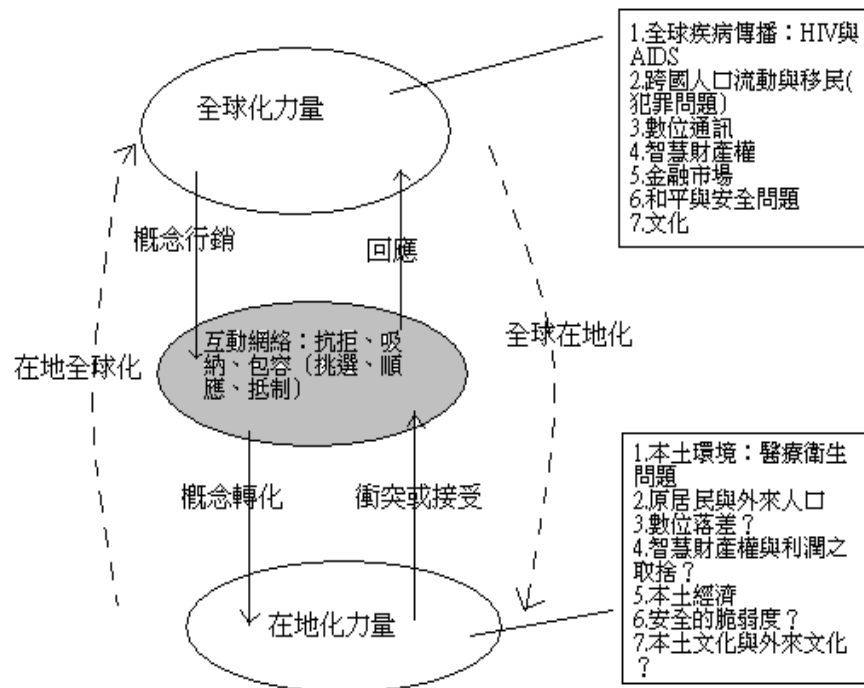 1.全球疾病傳播：HIV與
AIDS
2.跨國人口流動與移民(
犯罪問題)
3.數位通訊
4.智慧財產權
5.金融市場
6.和平與安全問題
7.文化
全球化力量
概念行銷
回應
互動網絡：抗拒、吸
納、包容〔挑選、順
應、抵制〕
全球在地化
在地全球化
概念轉化
衝突或接受
在地化力量
1.本土環境：醫療衛生
問題
2.原居民與外來人口
3.數位落差？
4.智慧財產權與利潤之
取捨？
5.本土經濟
6.安全的脆弱度？
7.本土文化與外來文化
？